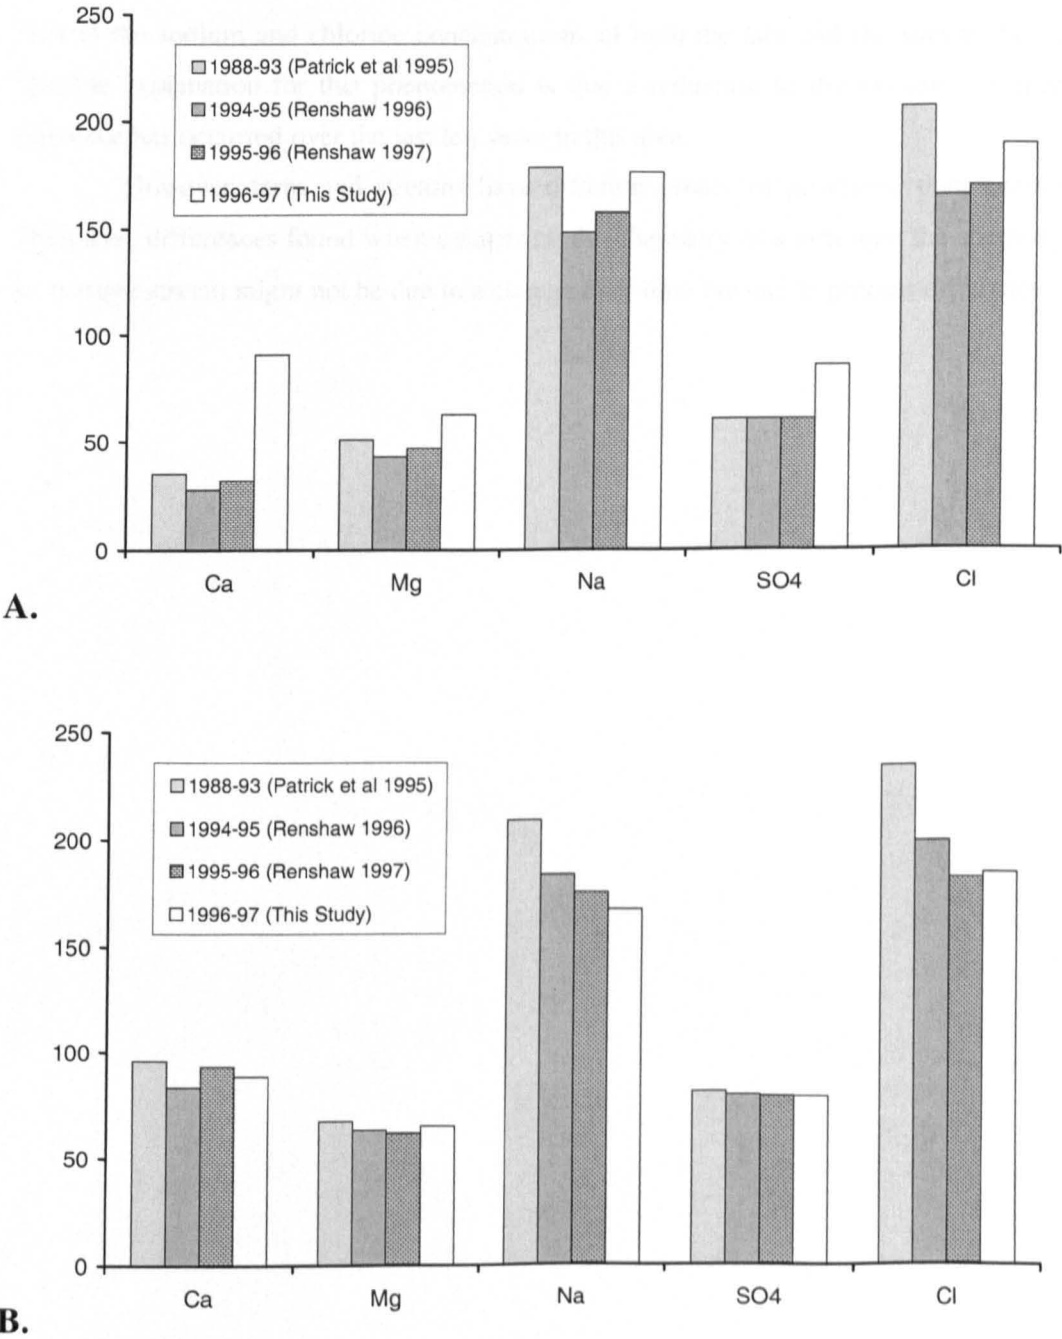 250
200
150
100
50
0
1988-93 (Patrick et al 1995)
1994-95 (Renshaw 1996)
1995-96 (Renshaw 1997)
1996-97 (This Study)
Ca Mg Na SO4 Cl
A.
250
200
150
100
50
0
1988-93 (Patrick et al 1995)
1994-95 (Renshaw 1996)
1995-96 (Renshaw 1997)
1996-97 (This Study)
Ca Mg Na SO4 Cl
B.